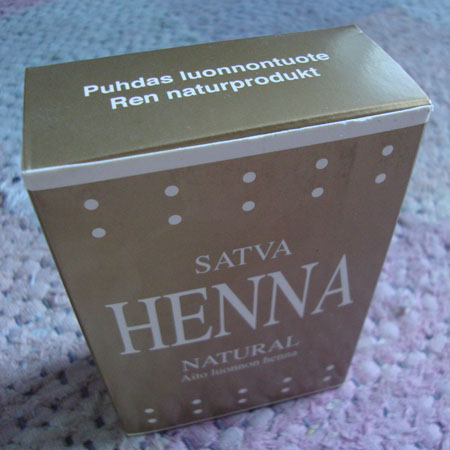 Puhdas luonnontuote
Ren naturprodukt
SATVA
HENNA
NATURAL
Aito luonnon henna